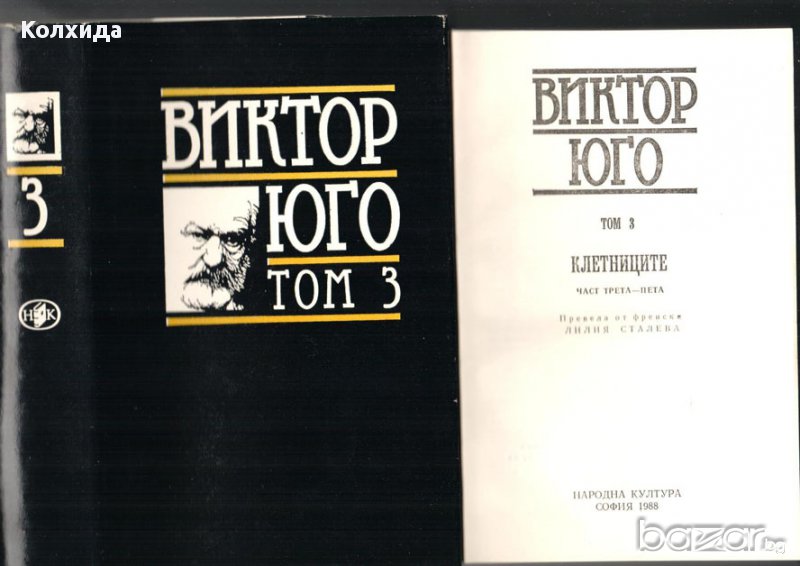 Колхида
3
НК
ВИКТОР
ЮГО
ТОМ 3
ВИКТОР
ЮГО
ТОМ 3
КЛЕТНИЦИТЕ
ЧАСТ ТРЕТА—ПЕТА
Превела от френски
ЛИЛИЯ СТАЛЕВА
НАРОДНА КУЛТУРА
СОФИЯ 1988
bazar.bg